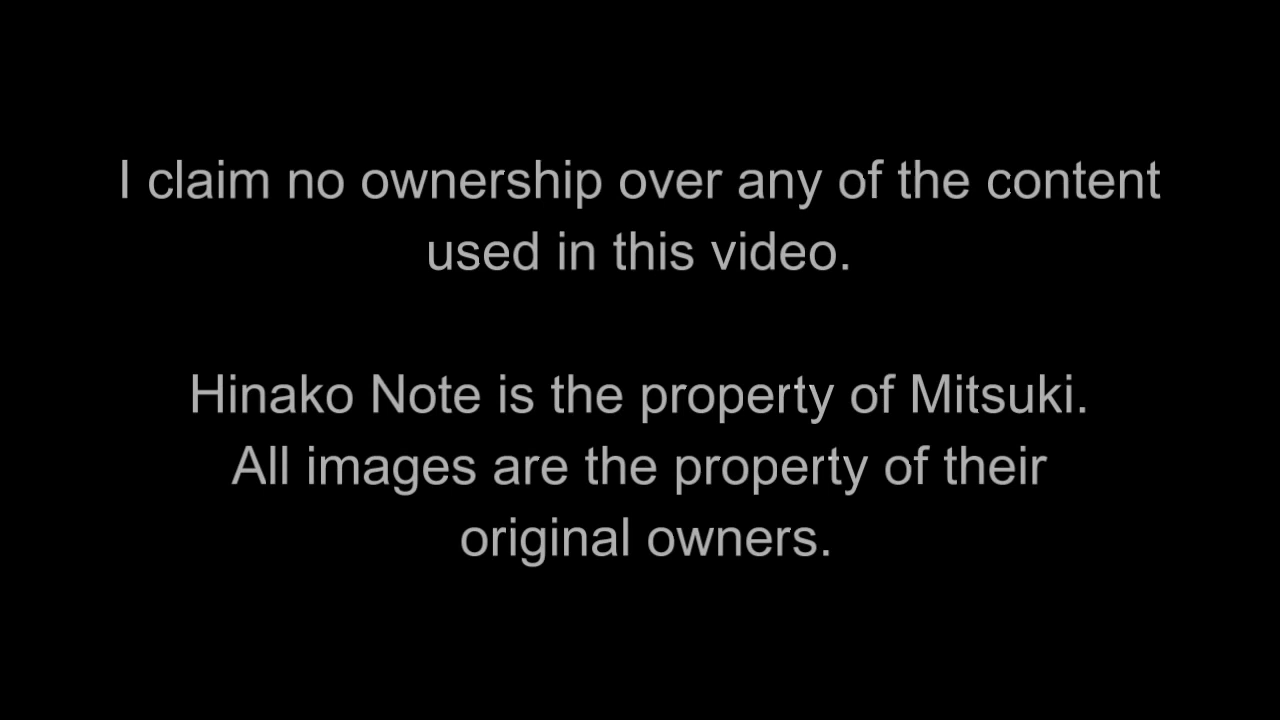 I claim no ownership over any of the content
used in this video.
Hinako Note is the property of Mitsuki.
All images are the property of their
original owners.